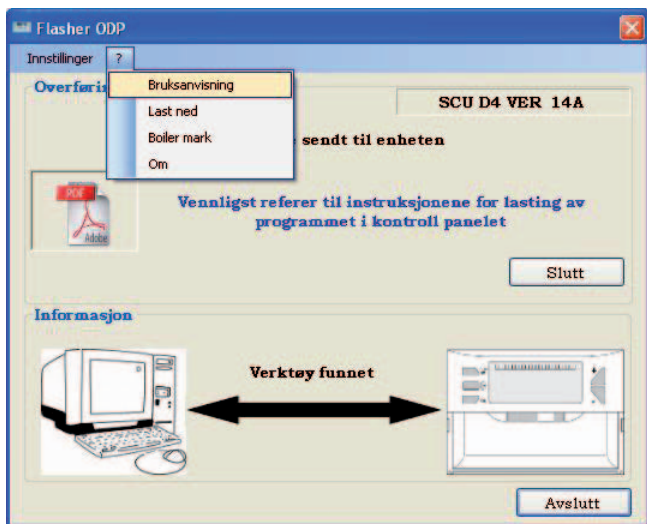 Flasher ODP
Innstillinger ?
Bruksanvisning
Last ned
Boiler mark
Om
SCU D4 VER 14A
sendt til enheten
PDF
Adobe
Vennligst referer til instruksjonene for lasting av
programmet i kontroll panelet
Slutt
Informasjon
Verktøy funnet
Avslutt